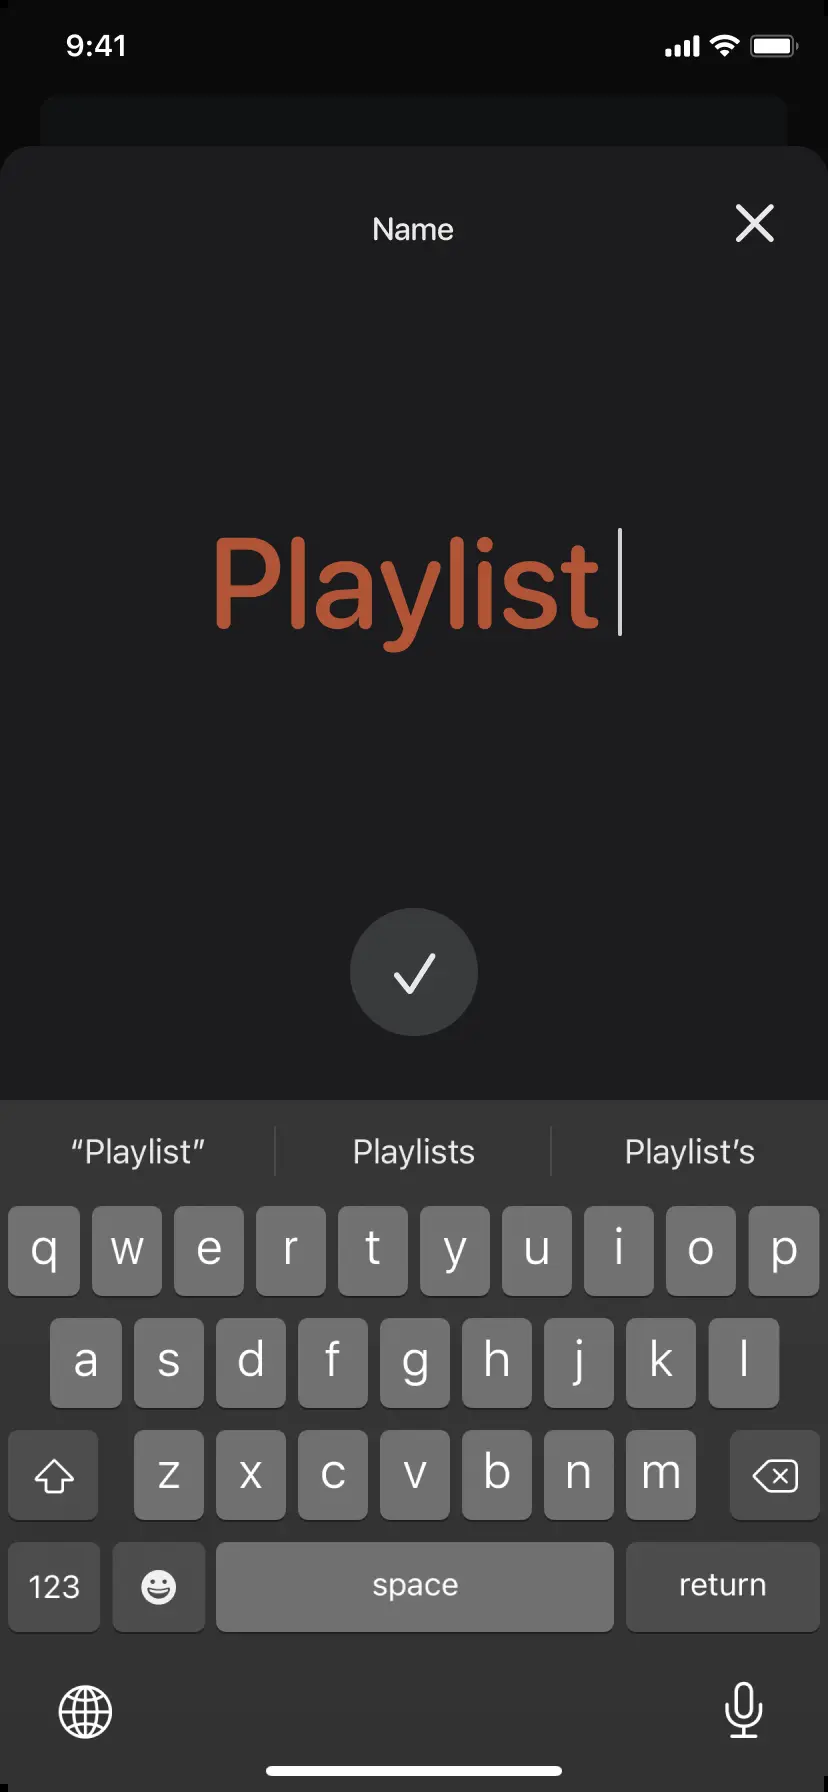 9:41
Name
Playlist
“Playlist” Playlists Playlist’s
q w e r t y u i o p
a s d f g h j k l
z x c v b n m
123 space return